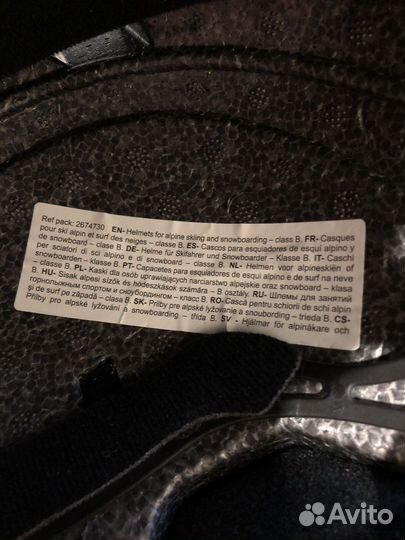 Ref pack: 2674730 EN- Helmets for alpine skiing and snowboarding – class B. FR- Casques
pour ski alpin et surf des neiges – classe B. ES- Cascos para esquiadores de esquí alpino y
de snowboard – clase B. DE- Helme für Skifahrer und Snowboarder – Klasse B. IT- Caschi
per sciatori di sci alpino e di snowboard – classe B. NL- Helmen voor alpineskiën of
snowboarden – klasse B. PT- Capacetes para esquiadores de esqui alpino e de surf na neve
B. PL- Kaski dla osób uprawiających narciarstwo alpejskie oraz snowboard – klasa
B. HU- Sisak alpesi sízők és hódeszkások számára – B osztály. RU- Шлемы для занятий
горнолыжным спортом и сноубордингом – класс B. RO- Cască pentru schiorii de schi alpin
şi de surf pe zăpadă – clasa B. SK- Prilby pre alpské lyžovanie a snoubording – trieda B. CS-
Přilby pro alpské lyžování a snowboarding – třída B. SV - Hjälmar för alpinåkare och
Avito